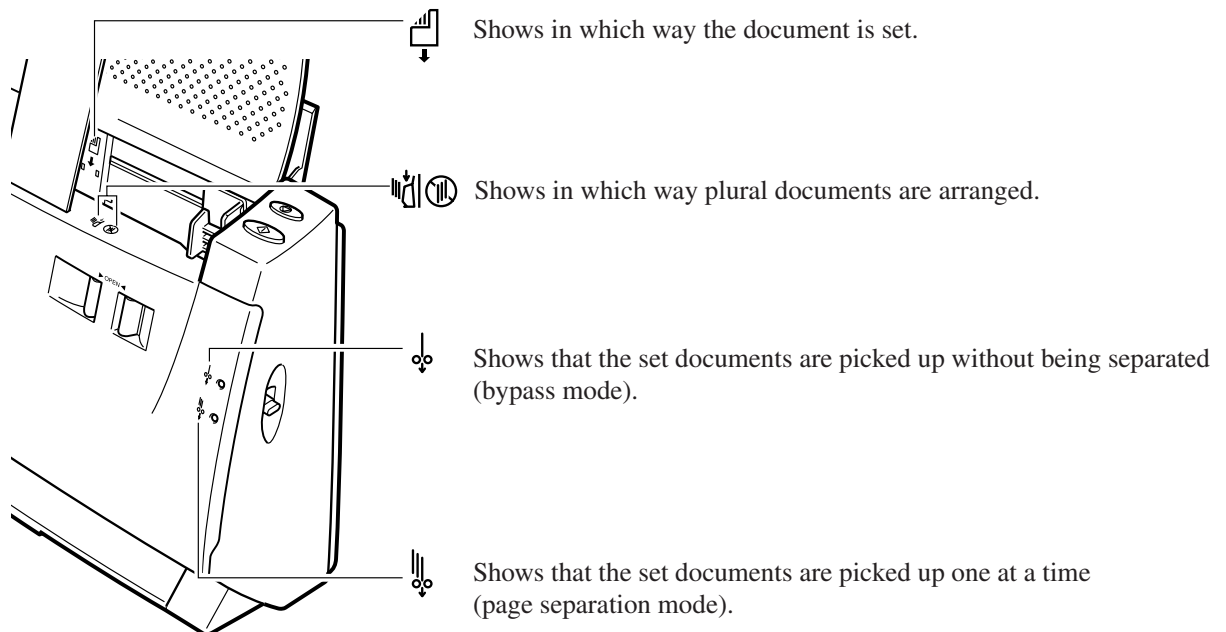 Shows in which way the document is set.
Shows in which way plural documents are arranged.
OPEN
Shows that the set documents are picked up without being separated
(bypass mode).
Shows that the set documents are picked up one at a time
(page separation mode).